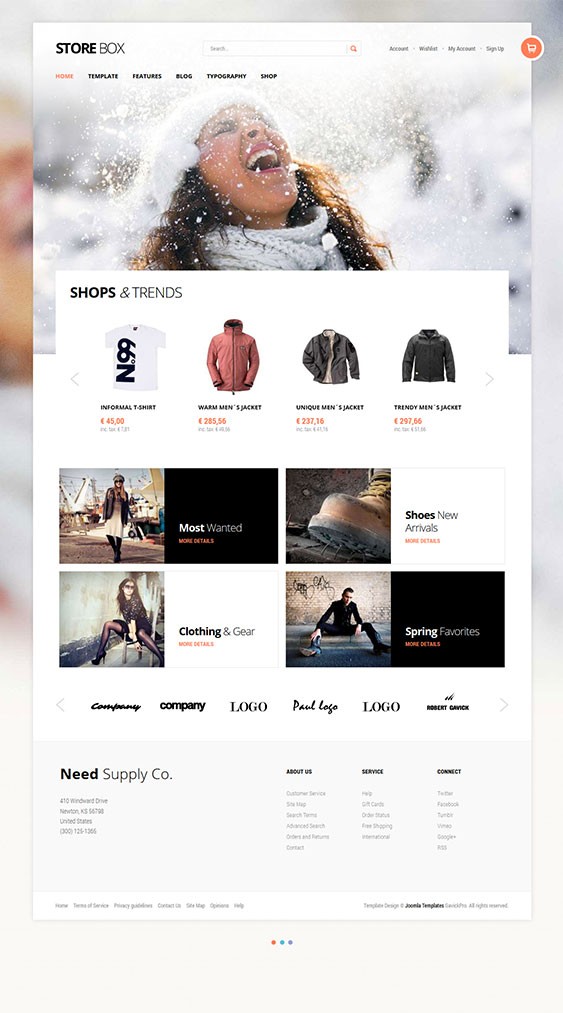 STORE BOX
Search...
Account • Wishlist • My Account • Sign Up
HOME TEMPLATE FEATURES BLOG TYPOGRAPHY SHOP
SHOPS & TRENDS
N.99
INFORMAL T-SHIRT
€ 45,00
inc. tax: € 7,81
WARM MEN´S JACKET
€ 285,56
inc. tax: € 49,56
UNIQUE MEN´S JACKET
€ 237,16
inc. tax: € 41,16
TRENDY MEN´S JACKET
€ 297,66
inc. tax: € 51,66
Most Wanted
MORE DETAILS
Shoes New
Arrivals
MORE DETAILS
Clothing & Gear
MORE DETAILS
Spring Favorites
MORE DETAILS
company
company
LOGO
Paul logo
LOGO
ROBERT GAVICK
Need Supply Co.
410 Windward Drive
Newton, KS 56798
United States
(300) 125-1365
ABOUT US
Customer Service
Site Map
Search Terms
Advanced Search
Orders and Returns
Contact
SERVICE
Help
Gift Cards
Order Status
Free Shipping
International
CONNECT
Twitter
Facebook
Tumblr
Vimeo
Google+
RSS
Home Terms of Service Privacy guidelines Contact Us Site Map Opinions Help
Template Design © Joomla Templates GavickPro. All rights reserved.